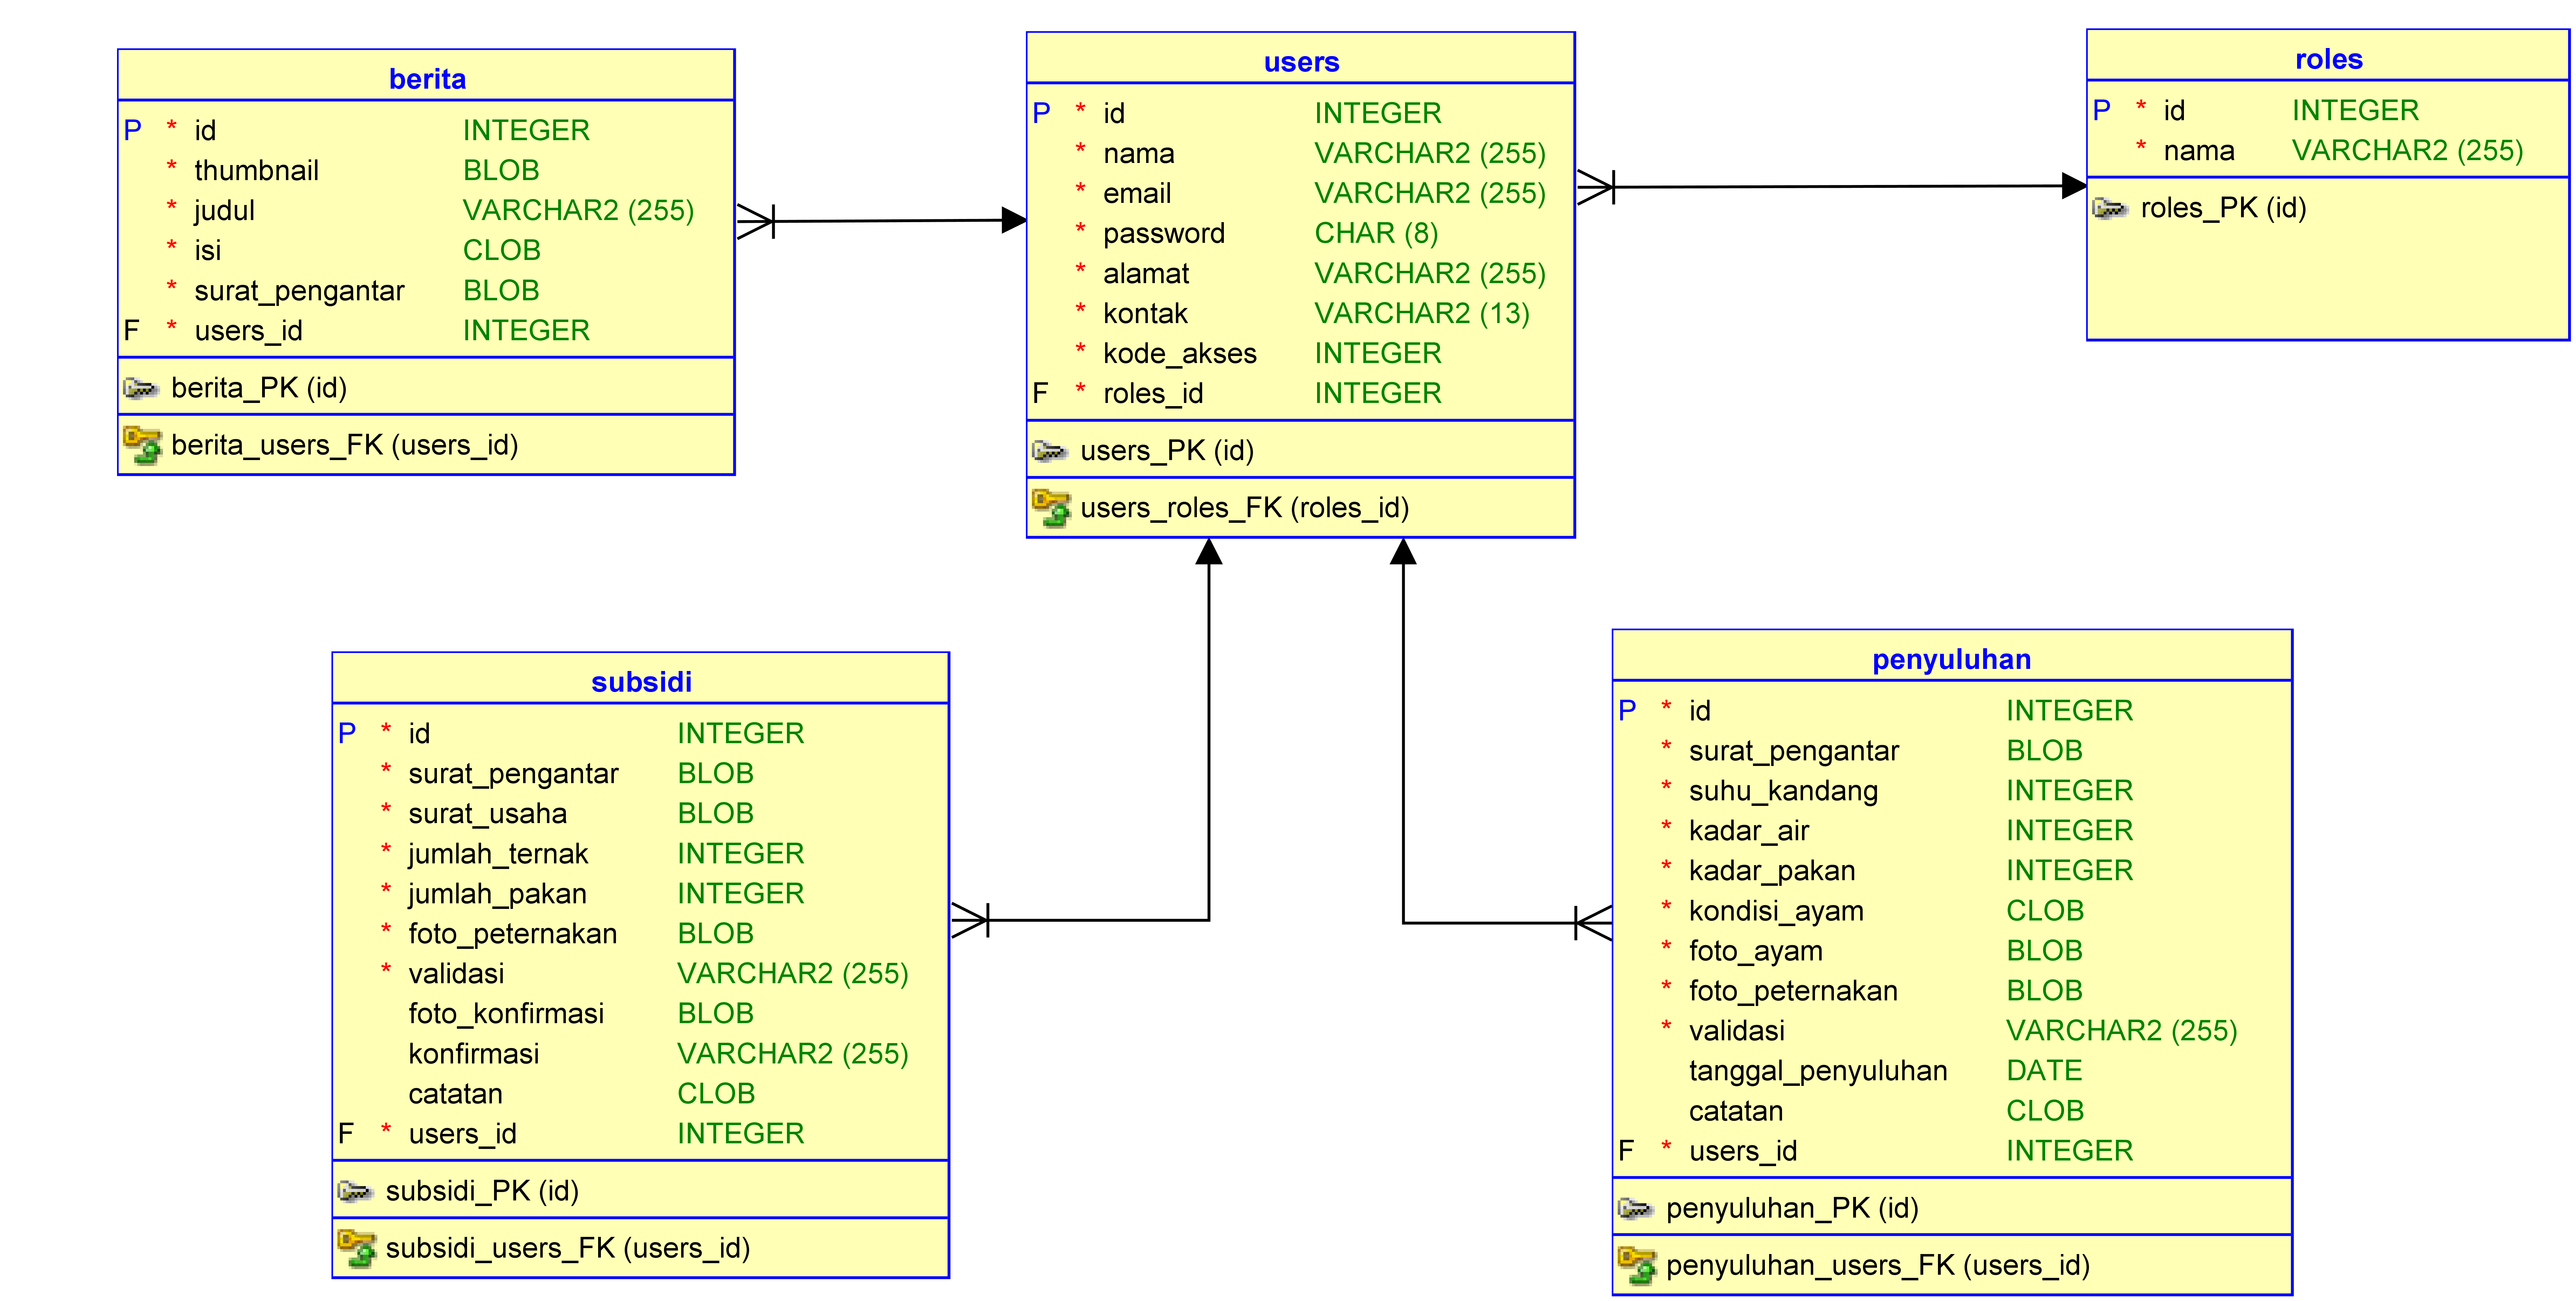 berita
P * id INTEGER
* thumbnail BLOB
* judul VARCHAR2 (255)
* isi CLOB
* surat_pengantar BLOB
F * users_id INTEGER
berita_PK (id)
berita_users_FK (users_id)
users
P * id INTEGER
* nama VARCHAR2 (255)
* email VARCHAR2 (255)
* password CHAR (8)
* alamat VARCHAR2 (255)
* kontak VARCHAR2 (13)
* kode_akses INTEGER
F * roles_id INTEGER
users_PK (id)
users_roles_FK (roles_id)
roles
P * id INTEGER
* nama VARCHAR2 (255)
roles_PK (id)
subsidi
P * id INTEGER
* surat_pengantar BLOB
* surat_usaha BLOB
* jumlah_ternak INTEGER
* jumlah_pakan INTEGER
* foto_peternakan BLOB
* validasi VARCHAR2 (255)
foto_konfirmasi BLOB
konfirmasi VARCHAR2 (255)
catatan CLOB
F * users_id INTEGER
subsidi_PK (id)
subsidi_users_FK (users_id)
penyuluhan
P * id INTEGER
* surat_pengantar BLOB
* suhu_kandang INTEGER
* kadar_air INTEGER
* kadar_pakan INTEGER
* kondisi_ayam CLOB
* foto_ayam BLOB
* foto_peternakan BLOB
* validasi VARCHAR2 (255)
tanggal_penyuluhan DATE
catatan CLOB
F * users_id INTEGER
penyuluhan_PK (id)
penyuluhan_users_FK (users_id)